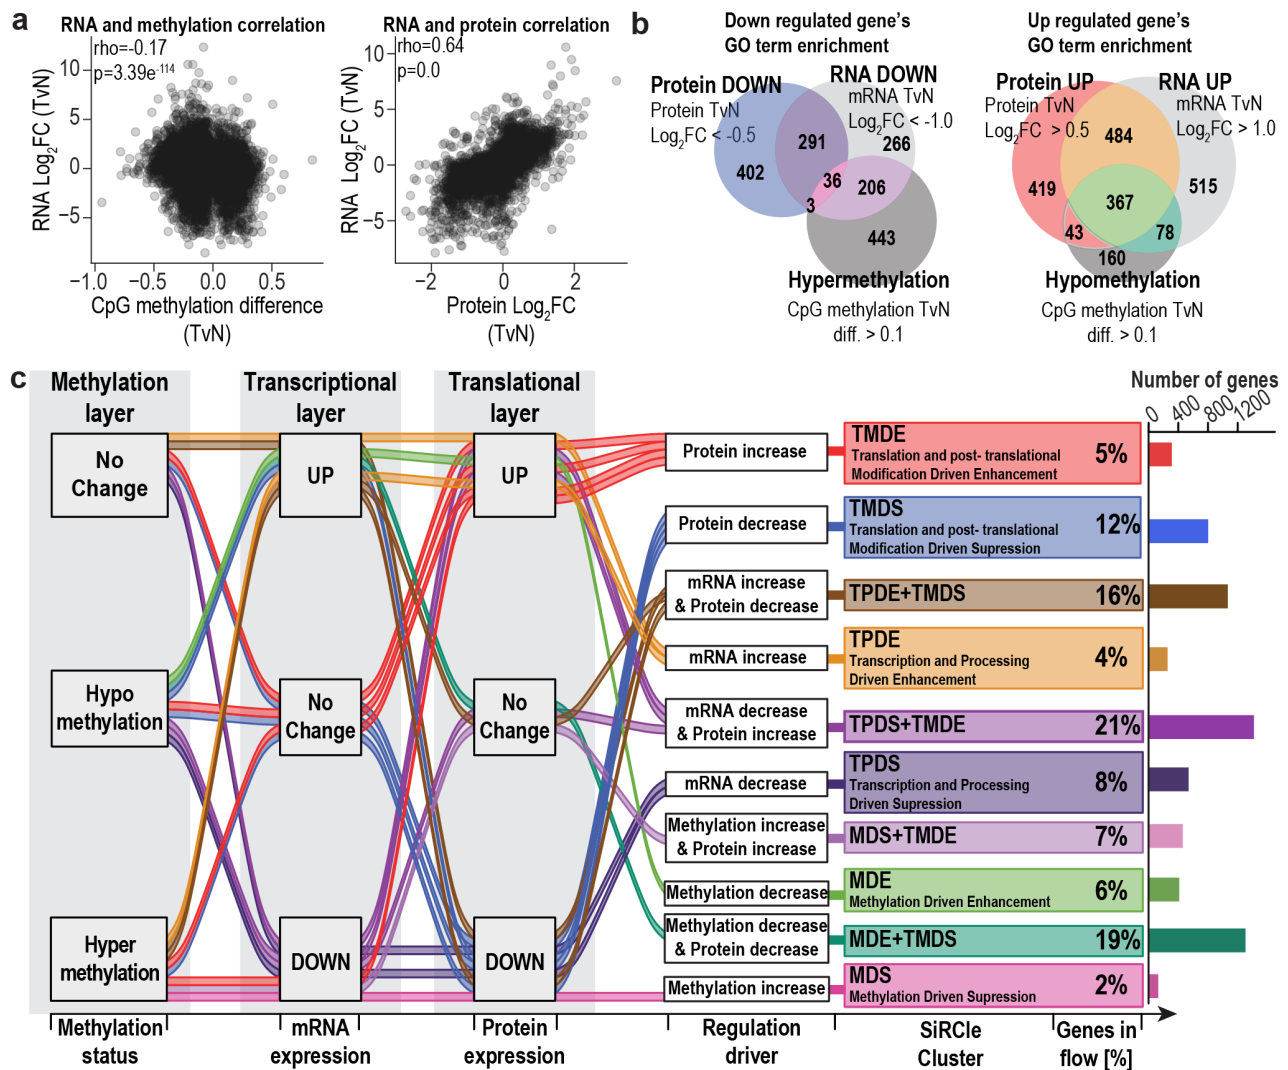 a
RNA and methylation correlation
rho=-0.17
p=3.39e-114
RNA Log2FC (TvN)
10
5
0
−5
−1.0
−0.5
0.0
0.5
CpG methylation difference
(TvN)
RNA and protein correlation
rho=0.64
p=0.0
RNA Log2FC (TvN)
10
5
0
−5
−2
0
2
Protein Log2FC
(TvN)
b
Down regulated gene's
GO term enrichment
Protein DOWN
Protein TvN
Log2FC < -0.5
RNA DOWN
mRNA TvN
Log2FC < -1.0
291
266
402
36
206
3
443
Hypermethylation
CpG methylation TvN
diff. > 0.1
Up regulated gene's
GO term enrichment
Protein UP
Protein TvN
Log2FC > 0.5
RNA UP
mRNA TvN
Log2FC > 1.0
484
419
515
367
43
78
160
Hypomethylation
CpG methylation TvN
diff. > 0.1
c
Methylation
layer
Transcriptional
layer
Translational
layer
Number of genes
0
400
800
1200
No
Change
Hypo
methylation
Hyper
methylation
UP
No
Change
DOWN
UP
No
Change
DOWN
Protein increase
TMDE
Translation and post- translational
Modification Driven Enhancement
5%
Protein decrease
TMDS
Translation and post- translational
Modification Driven Supression
12%
mRNA increase
& Protein decrease
TPDE+TMDS
16%
mRNA increase
TPDE
Transcription and Processing
Driven Enhancement
4%
mRNA decrease
& Protein increase
TPDS+TMDE
21%
mRNA decrease
TPDS
Transcription and Processing
Driven Supression
8%
Methylation increase
& Protein increase
MDS+TMDE
7%
Methylation decrease
MDE
Methylation Driven Enhancement
6%
Methylation decrease
& Protein decrease
MDE+TMDS
19%
Methylation increase
MDS
Methylation Driven Supression
2%
Methylation
status
mRNA
expression
Protein
expression
Regulation
driver
SiRCle
Cluster
Genes in
flow [%]